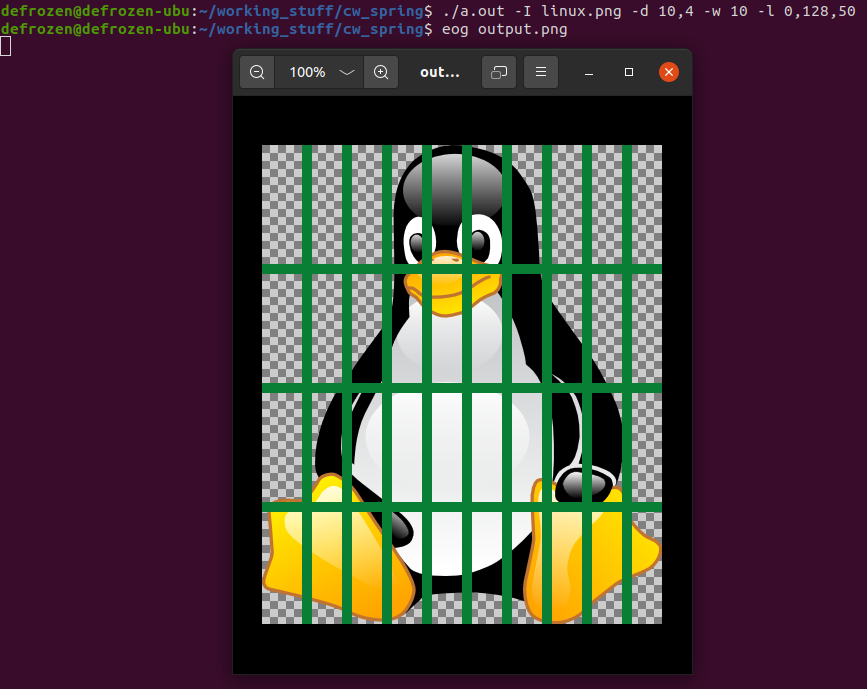 defrozen@defrozen-ubu:~/working_stuff/cw_spring$ ./a.out -I linux.png -d 10,4 -w 10 -l 0,128,50
defrozen@defrozen-ubu:~/working_stuff/cw_spring$ eog output.png
100%
out...